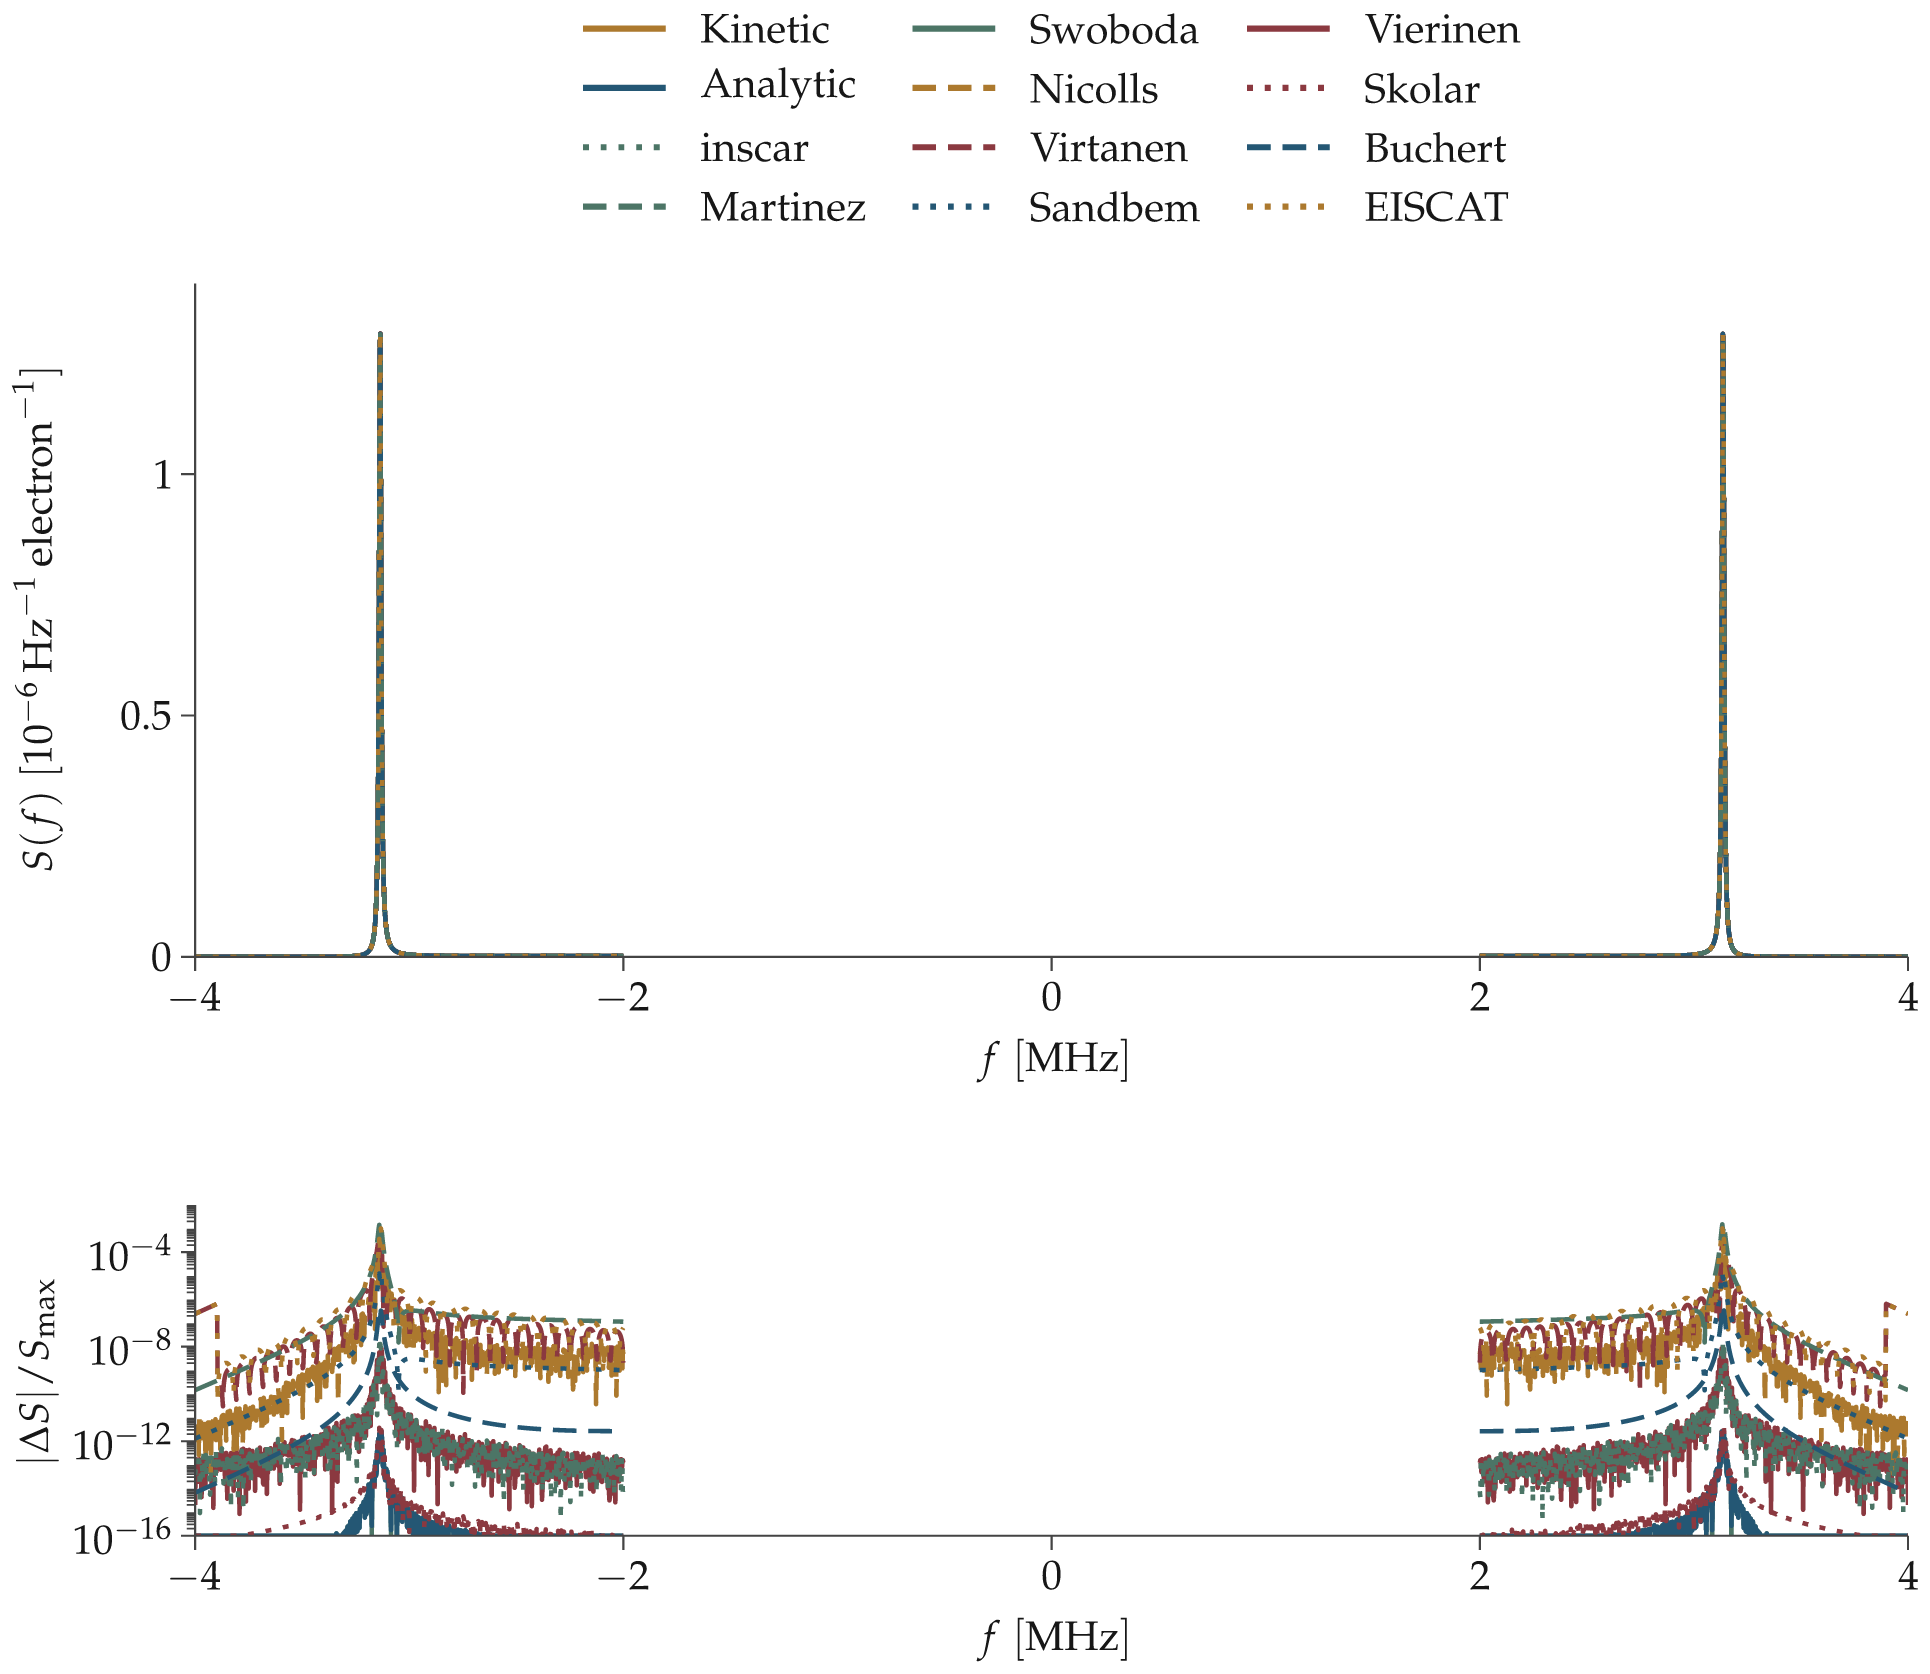 Kinetic Swoboda Vierinen
Analytic Nicolls Skolar
inscar Virtanen Buchert
Martinez Sandbem EISCAT
S(f) [10⁻⁶ Hz⁻¹ electron⁻¹]
1
0.5
0
−4 −2 0 2 4
f [MHz]
|ΔS|/S_max
10⁻⁴
10⁻⁸
10⁻¹²
10⁻¹⁶
−4 −2 0 2 4
f [MHz]